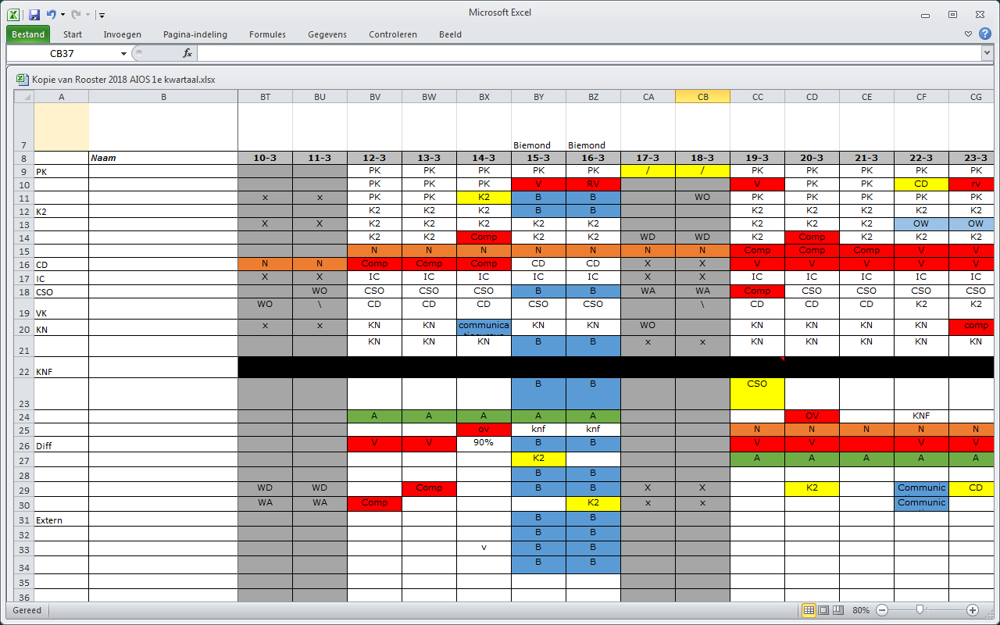 Microsoft Excel
Bestand Start Invoegen Pagina-indeling Formules Gegevens Controleren Beeld
CB37 fx
Kopie van Rooster 2018 AIOS 1e kwartaal.xlsx
A B BT BU BV BW BX BY BZ CA CB CC CD CE CF CG
7 Biemond Biemond
8 Naam 10-3 11-3 12-3 13-3 14-3 15-3 16-3 17-3 18-3 19-3 20-3 21-3 22-3 23-3
9 PK PK PK PK PK PK / / PK PK PK PK PK
10 PK PK PK V RV V PK PK CD rv
11 x x PK PK K2 B B WO PK PK PK PK PK
12 K2 K2 K2 K2 B B K2 K2 K2 K2 K2
13 X X K2 K2 K2 K2 K2 K2 K2 K2 OW OW
14 K2 K2 Comp K2 K2 WD WD K2 Comp K2 K2 K2
15 N N N N N N N Comp Comp Comp V V
16 CD N N Comp Comp Comp CD CD X X V V V V V
17 IC X X IC IC IC IC IC X X IC IC IC IC IC
18 CSO WO CSO CSO CSO B B WA WA Comp CSO CSO CSO CSO
19 VK WO \ CD CD CD CSO CSO \ CD CD CD K2 K2
20 KN x x KN KN communica KN KN WO KN KN KN KN comp
21 KN KN KN B B x x KN KN KN KN KN
22 KNF
23 B B CSO
24 A A A A A OV KNF
25 ov knf knf N N N N N
26 Diff V V 90% B B V V V V
27 K2 A A A A A
28 B B
29 WD WD Comp B B X X K2 Communic CD
30 WA WA Comp K2 x x Communic
31 Extern B B
32 B B
33 v B B
34 B B
35
36
Gereed 80%